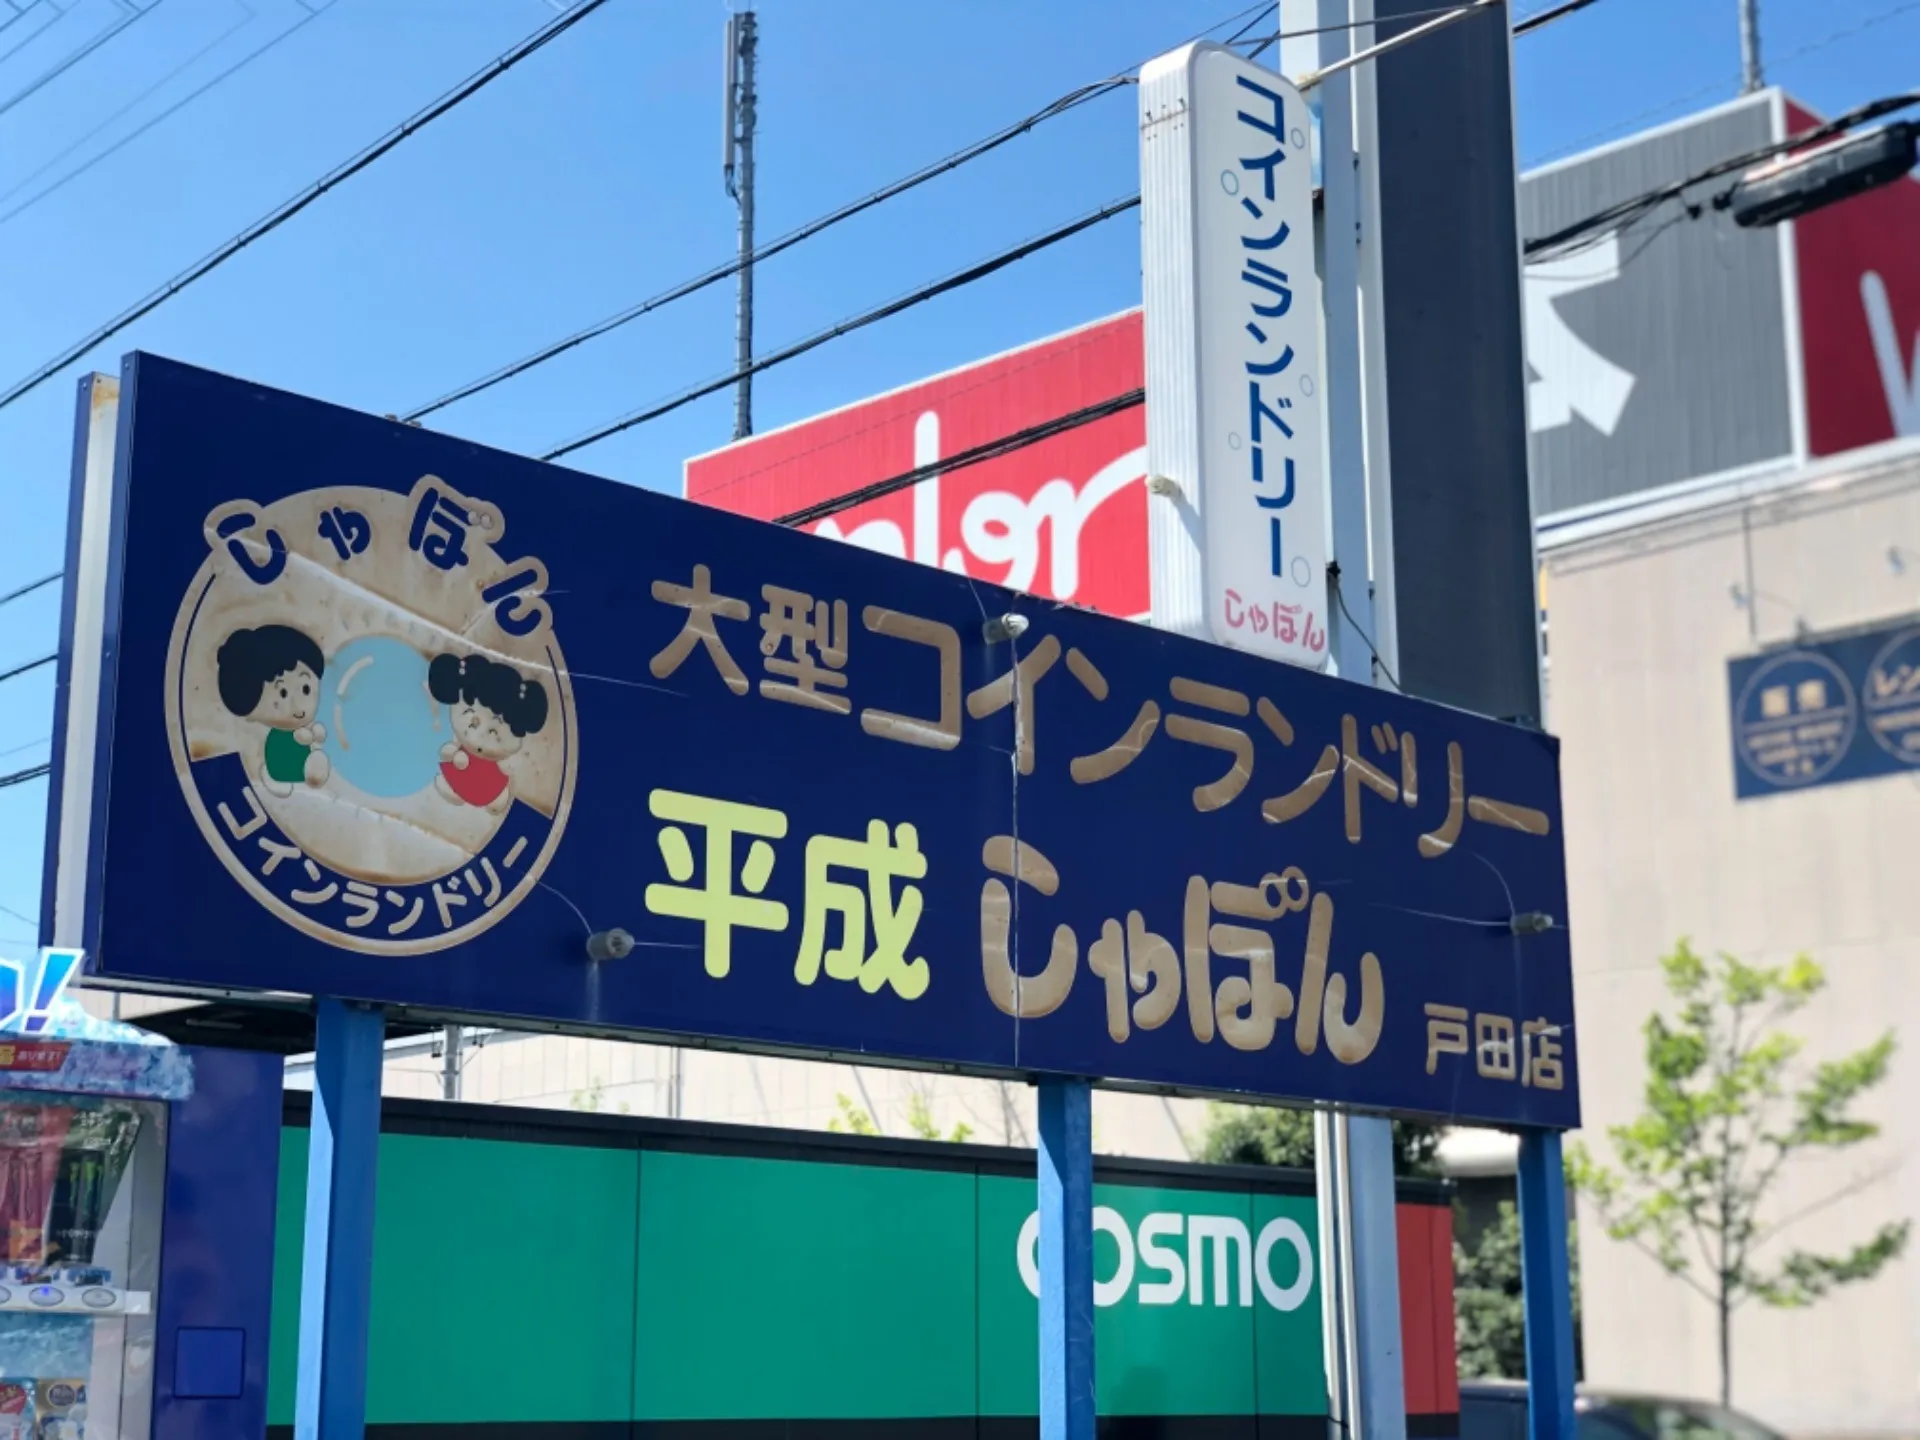 コインランドリー
しゃぼん
しゃぼん
コインランドリー
大型コインランドリー
平成 しゃぼん 戸田店
cosmo